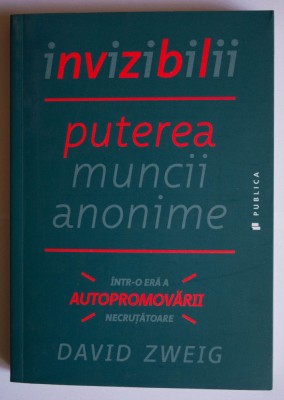 invizibilii
puterea
muncii
anonime
PUBLICA
ÎNTR-O ERĂ A
AUTOPROMOVĂRII
NECRUȚĂTOARE
DAVID ZWEIG